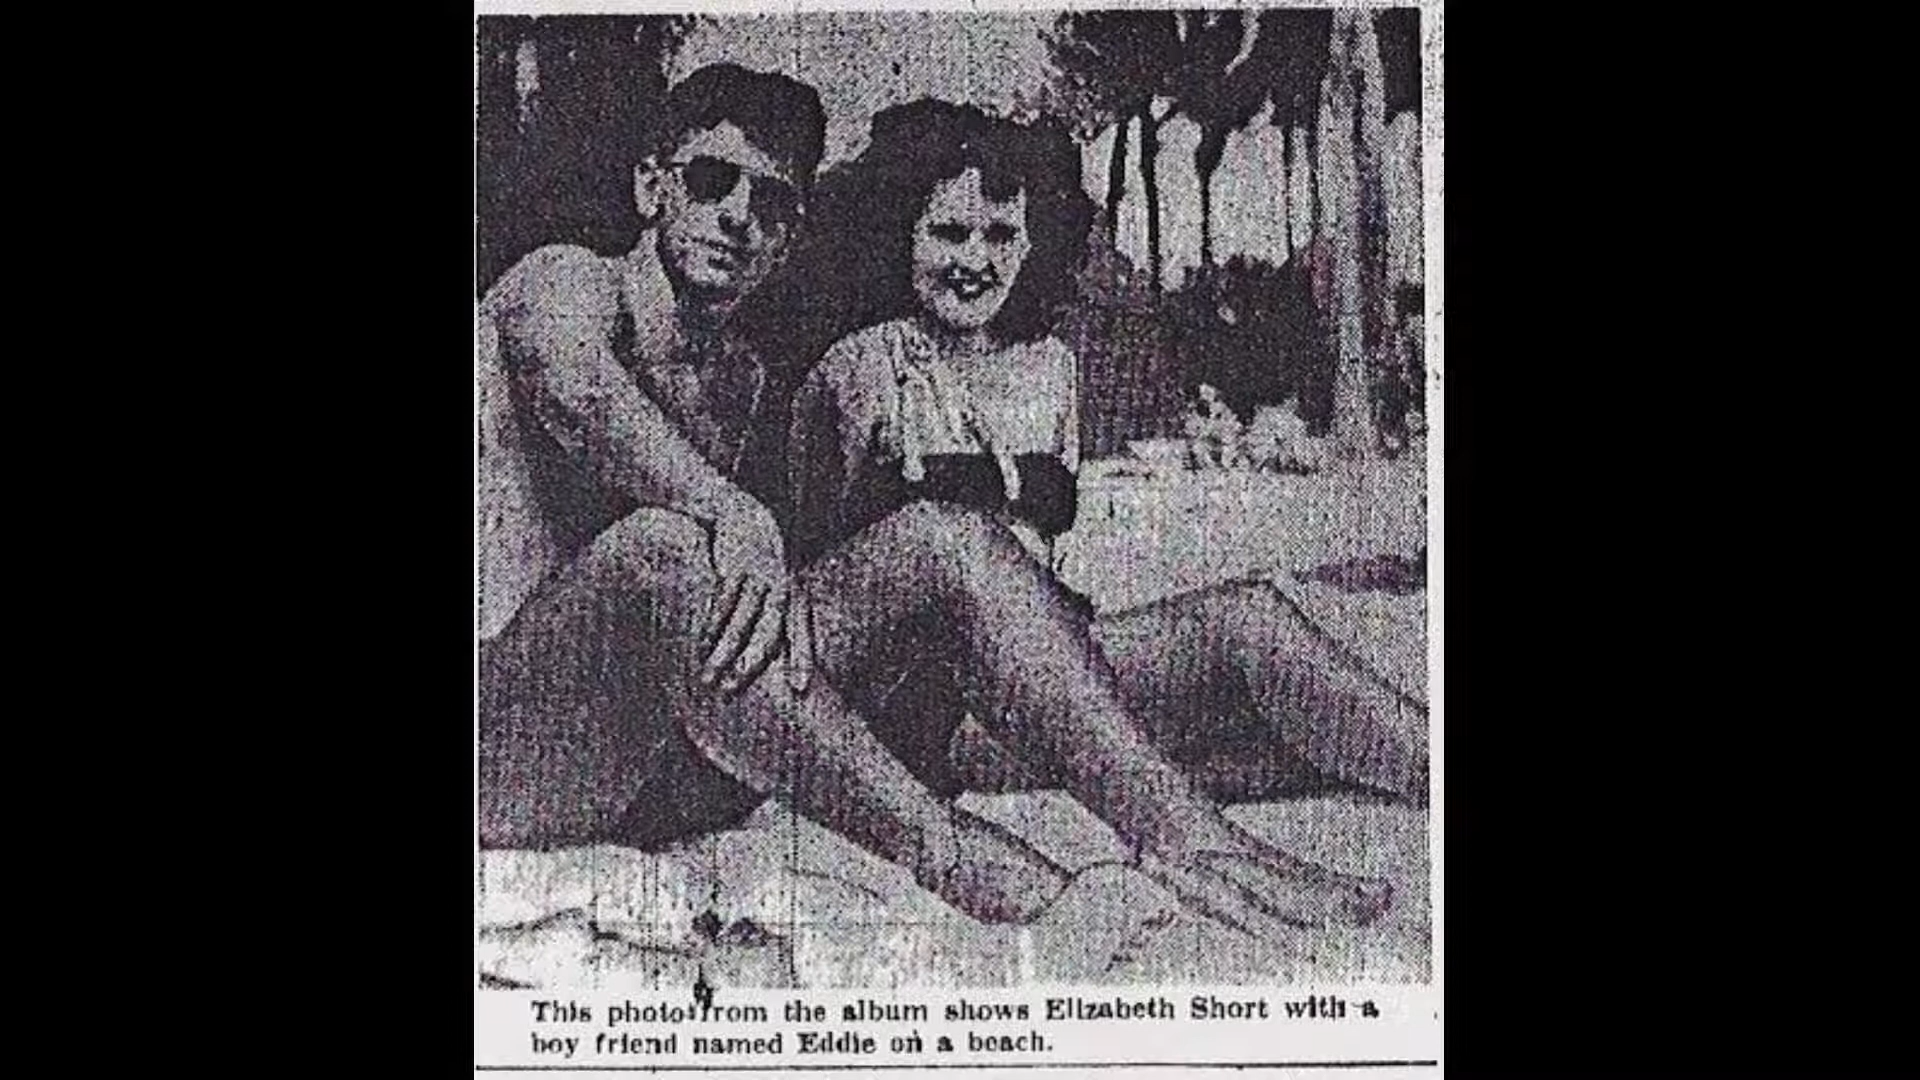 This photo from the album shows Elizabeth Short with a
boy friend named Eddie on a beach.